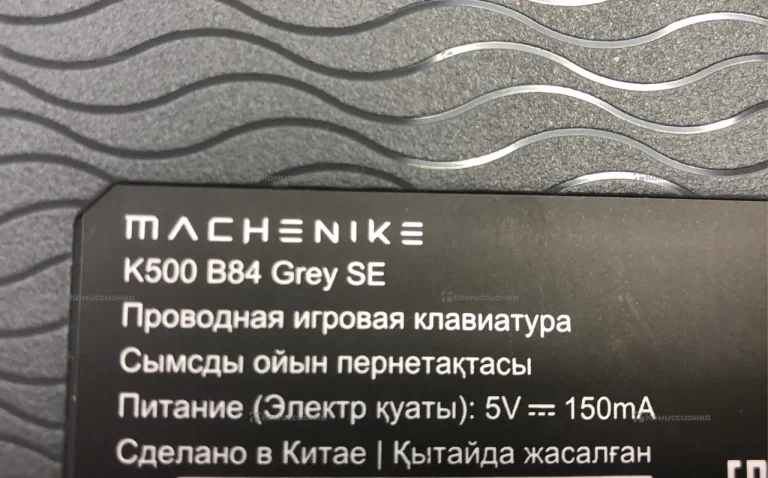 MACHENIKE
K500 B84 Grey SE
Проводная игровая клавиатура
Сымсды ойын пернетақтасы
Питание (Электр қуаты): 5V ⎓ 150mA
Сделано в Китае | Қытайда жасалған